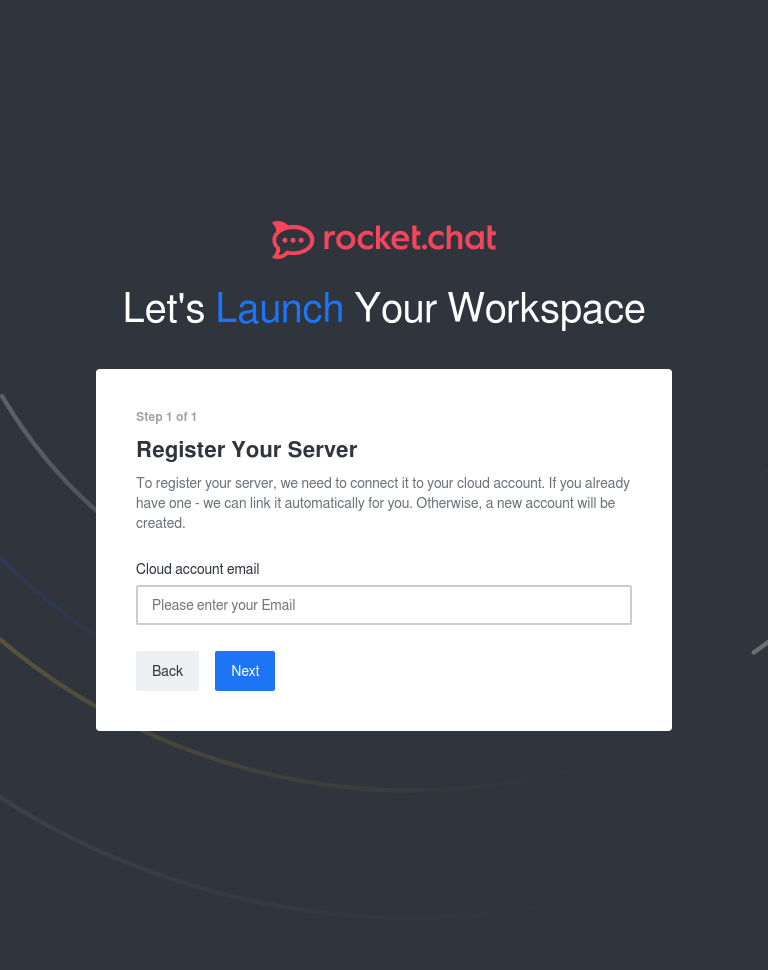 rocket.chat
Let's Launch Your Workspace
Step 1 of 1
Register Your Server
To register your server, we need to connect it to your cloud account. If you already
have one - we can link it automatically for you. Otherwise, a new account will be
created.
Cloud account email
Please enter your Email
Back Next